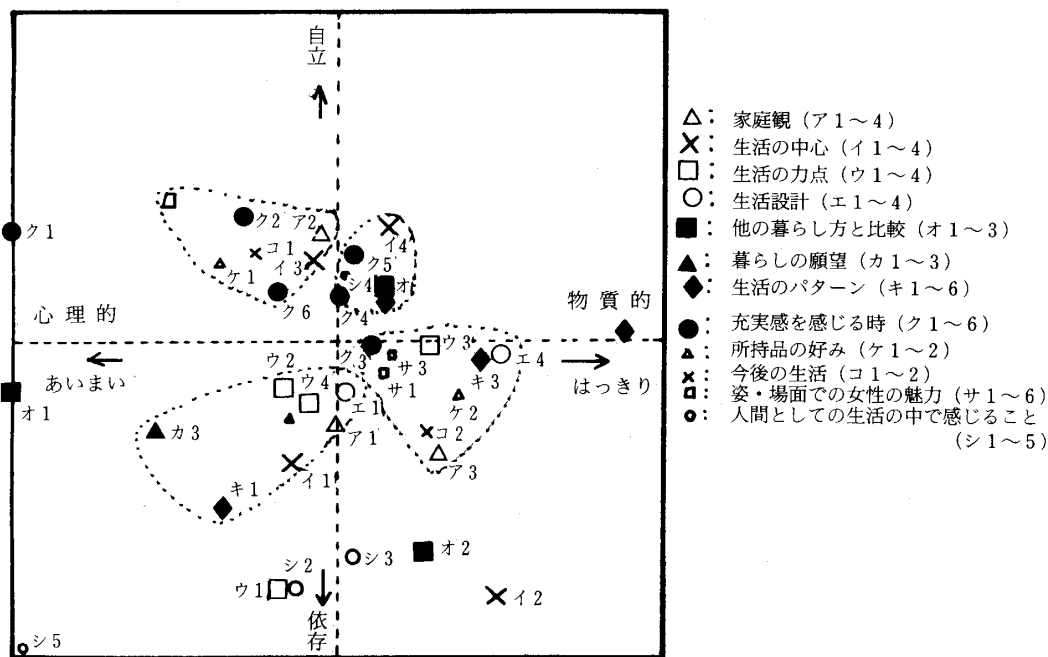 自立
ク1
ク2
ア2
コ1
イ3
ケ1
ク6
イ4
ク5
シ4
オ
ク4
心理的
物質的
あいまい
はっきり
ク3
ウ3
サ3
サ1
エ4
キ3
ケ2
コ2
ア3
ウ2
ウ4
エ1
ア1
オ1
カ3
イ1
キ1
シ3
オ2
シ2
ウ1
イ2
依存
シ5
△: 家庭観(ア1~4)
×: 生活の中心(イ1~4)
□: 生活の力点(ウ1~4)
○: 生活設計(エ1~4)
■: 他の暮らし方と比較(オ1~3)
▲: 暮らしの願望(カ1~3)
◆: 生活のパターン(キ1~6)
●: 充実感を感じる時(ク1~6)
△: 所持品の好み(ケ1~2)
×: 今後の生活(コ1~2)
□: 姿・場面での女性の魅力(サ1~6)
○: 人間としての生活の中で感じること
(シ1~5)